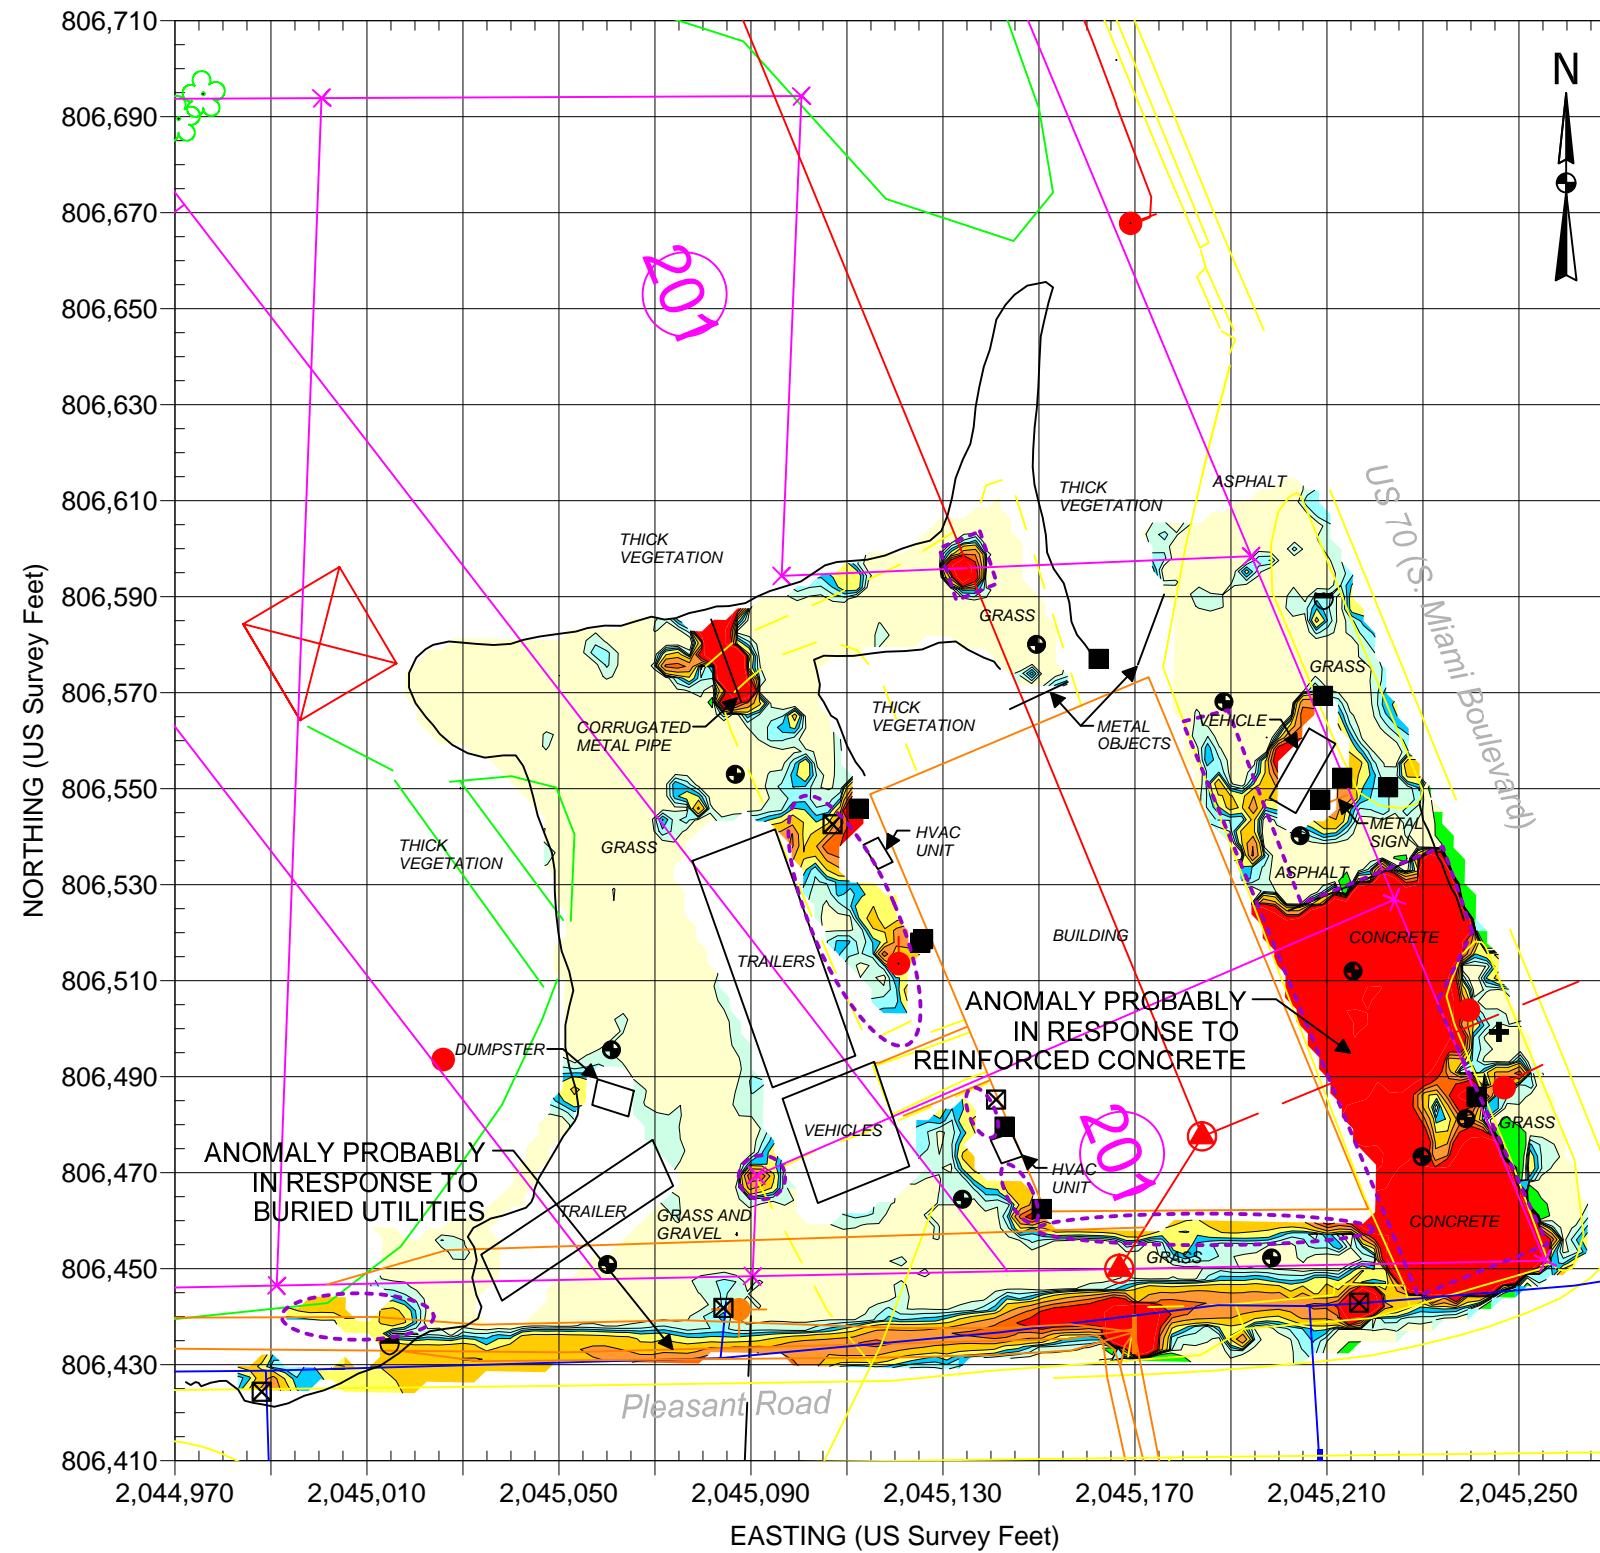 806,710
806,690
806,670
806,650
806,630
806,610
806,590
806,570
806,550
806,530
806,510
806,490
806,470
806,450
806,430
806,410
NORTHING (US Survey Feet)
N
201
THICK
VEGETATION
THICK
VEGETATION
ASPHALT
US 70 (S. Miami Boulevard)
GRASS
GRASS
CORRUGATED
METAL PIPE
THICK
VEGETATION
METAL
OBJECTS
VEHICLE
THICK
VEGETATION
GRASS
HVAC
UNIT
METAL
SIGN
ASPHALT
TRAILERS
BUILDING
CONCRETE
ANOMALY PROBABLY
IN RESPONSE TO
REINFORCED CONCRETE
DUMPSTER
VEHICLES
201
GRASS
ANOMALY PROBABLY
IN RESPONSE TO
BURIED UTILITIES
HVAC
UNIT
TRAILER
GRASS AND
GRAVEL
CONCRETE
GRASS
Pleasant Road
2,044,970
2,045,010
2,045,050
2,045,090
2,045,130
2,045,170
2,045,210
2,045,250
EASTING (US Survey Feet)